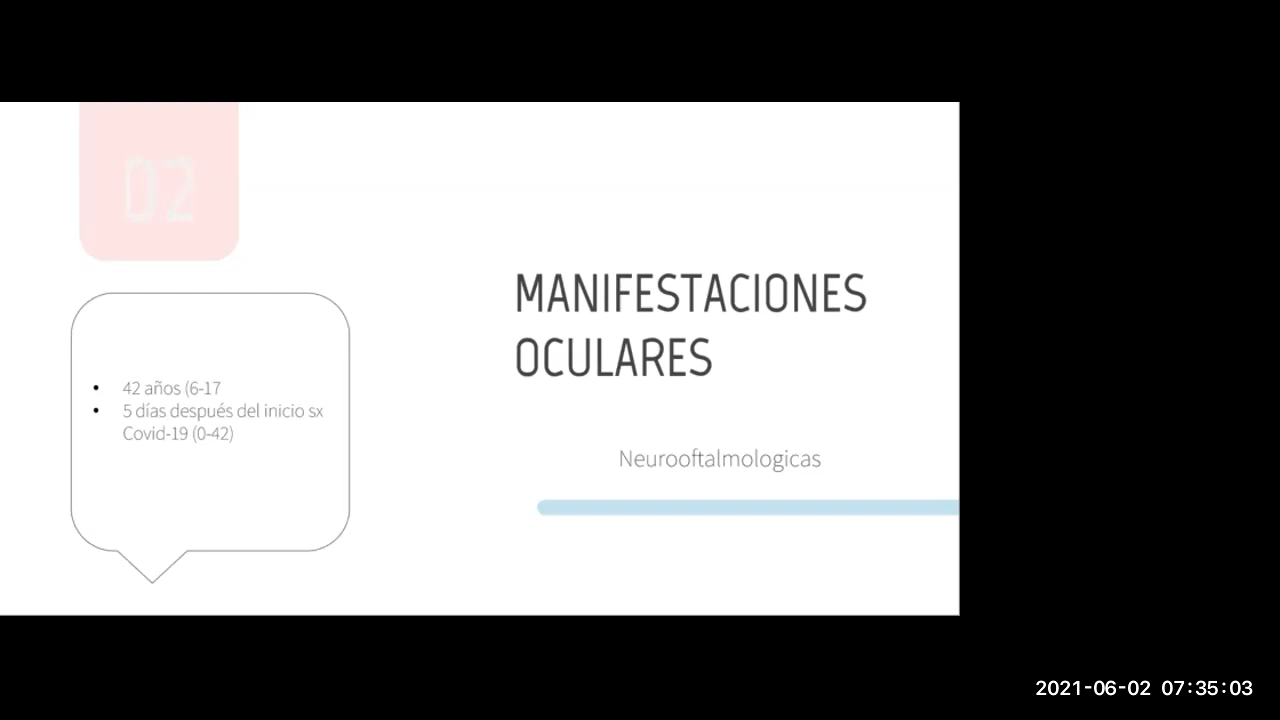 02
MANIFESTACIONES
OCULARES
• 42 años (6-17
• 5 días después del inicio sx
Covid-19 (0-42)
Neurooftalmologicas
2021-06-02 07:35:03